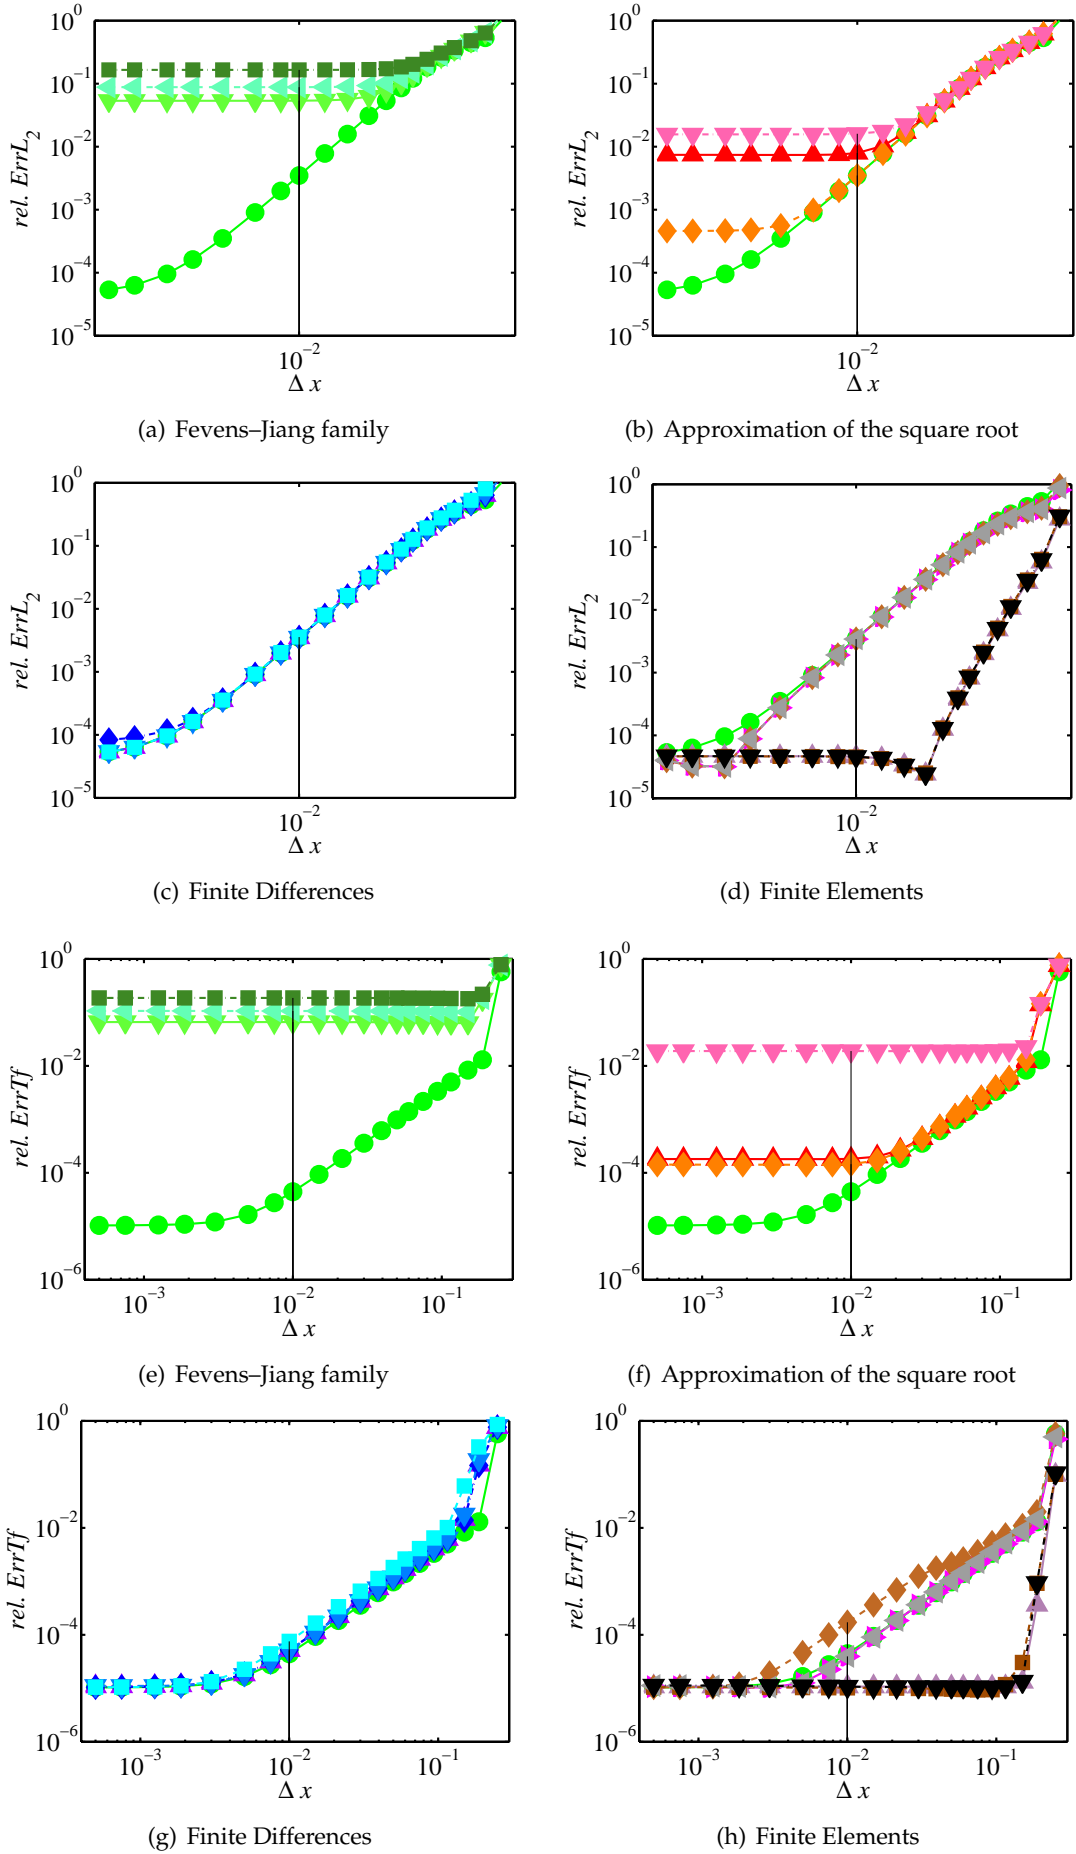 10^0
10^−1
10^−2
10^−3
10^−4
10^−5
rel. ErrL_2
10^−2
Δ x
(a) Fevens–Jiang family
10^0
10^−1
10^−2
10^−3
10^−4
10^−5
rel. ErrL_2
10^−2
Δ x
(b) Approximation of the square root
10^0
10^−1
10^−2
10^−3
10^−4
10^−5
rel. ErrL_2
10^−2
Δ x
(c) Finite Differences
10^0
10^−1
10^−2
10^−3
10^−4
10^−5
rel. ErrL_2
10^−2
Δ x
(d) Finite Elements
10^0
10^−2
10^−4
10^−6
rel. ErrTf
10^−3 10^−2 10^−1
Δ x
(e) Fevens–Jiang family
10^0
10^−2
10^−4
10^−6
rel. ErrTf
10^−3 10^−2 10^−1
Δ x
(f) Approximation of the square root
10^0
10^−2
10^−4
10^−6
rel. ErrTf
10^−3 10^−2 10^−1
Δ x
(g) Finite Differences
10^0
10^−2
10^−4
10^−6
rel. ErrTf
10^−3 10^−2 10^−1
Δ x
(h) Finite Elements